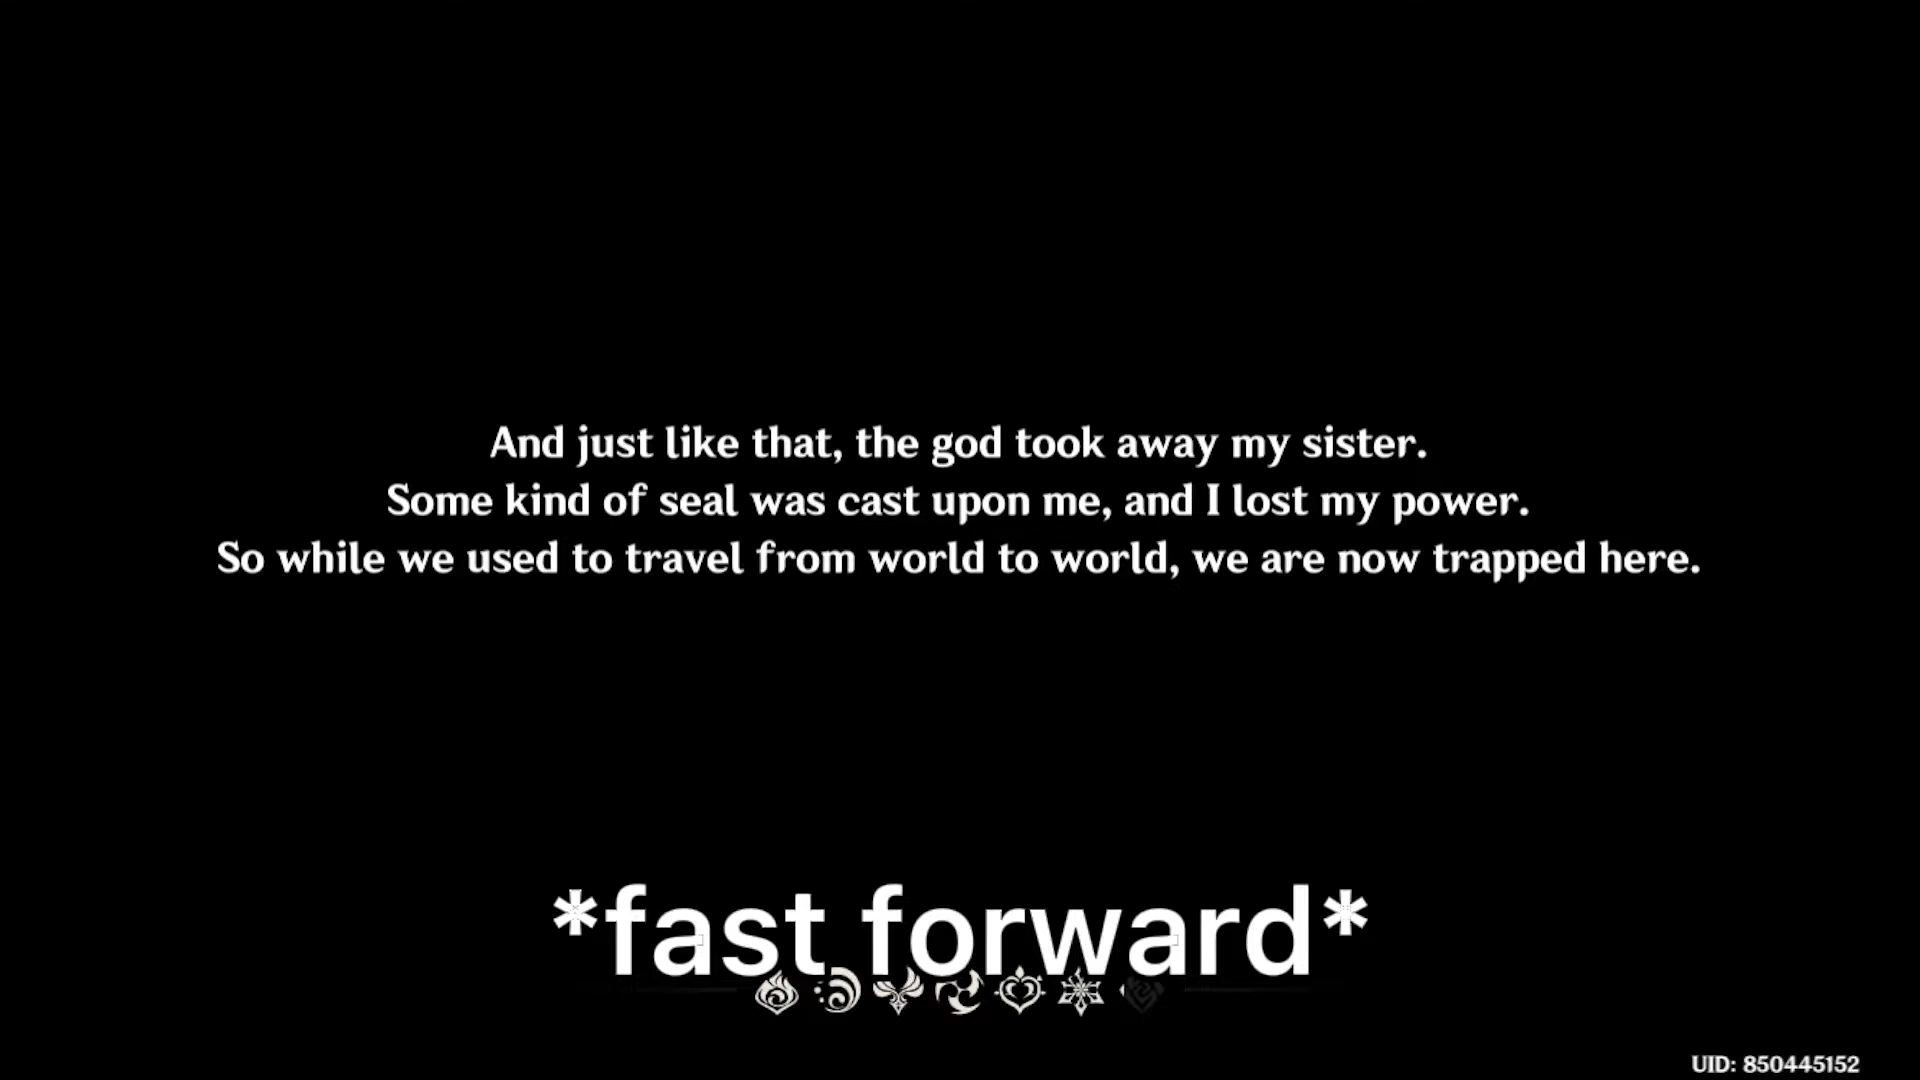 And just like that, the god took away my sister.
Some kind of seal was cast upon me, and I lost my power.
So while we used to travel from world to world, we are now trapped here.
*fast forward*
UID: 850445152